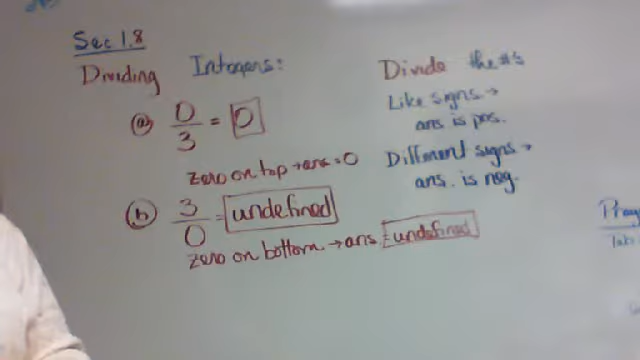 Sec 1.8
Dividing Integers:
(a) 0/3 = 0
zero on top → ans = 0
(b) 3/0 = undefined
zero on bottom → ans. = undefined
Divide the #s
Like signs →
ans is pos.
Different signs →
ans. is neg.